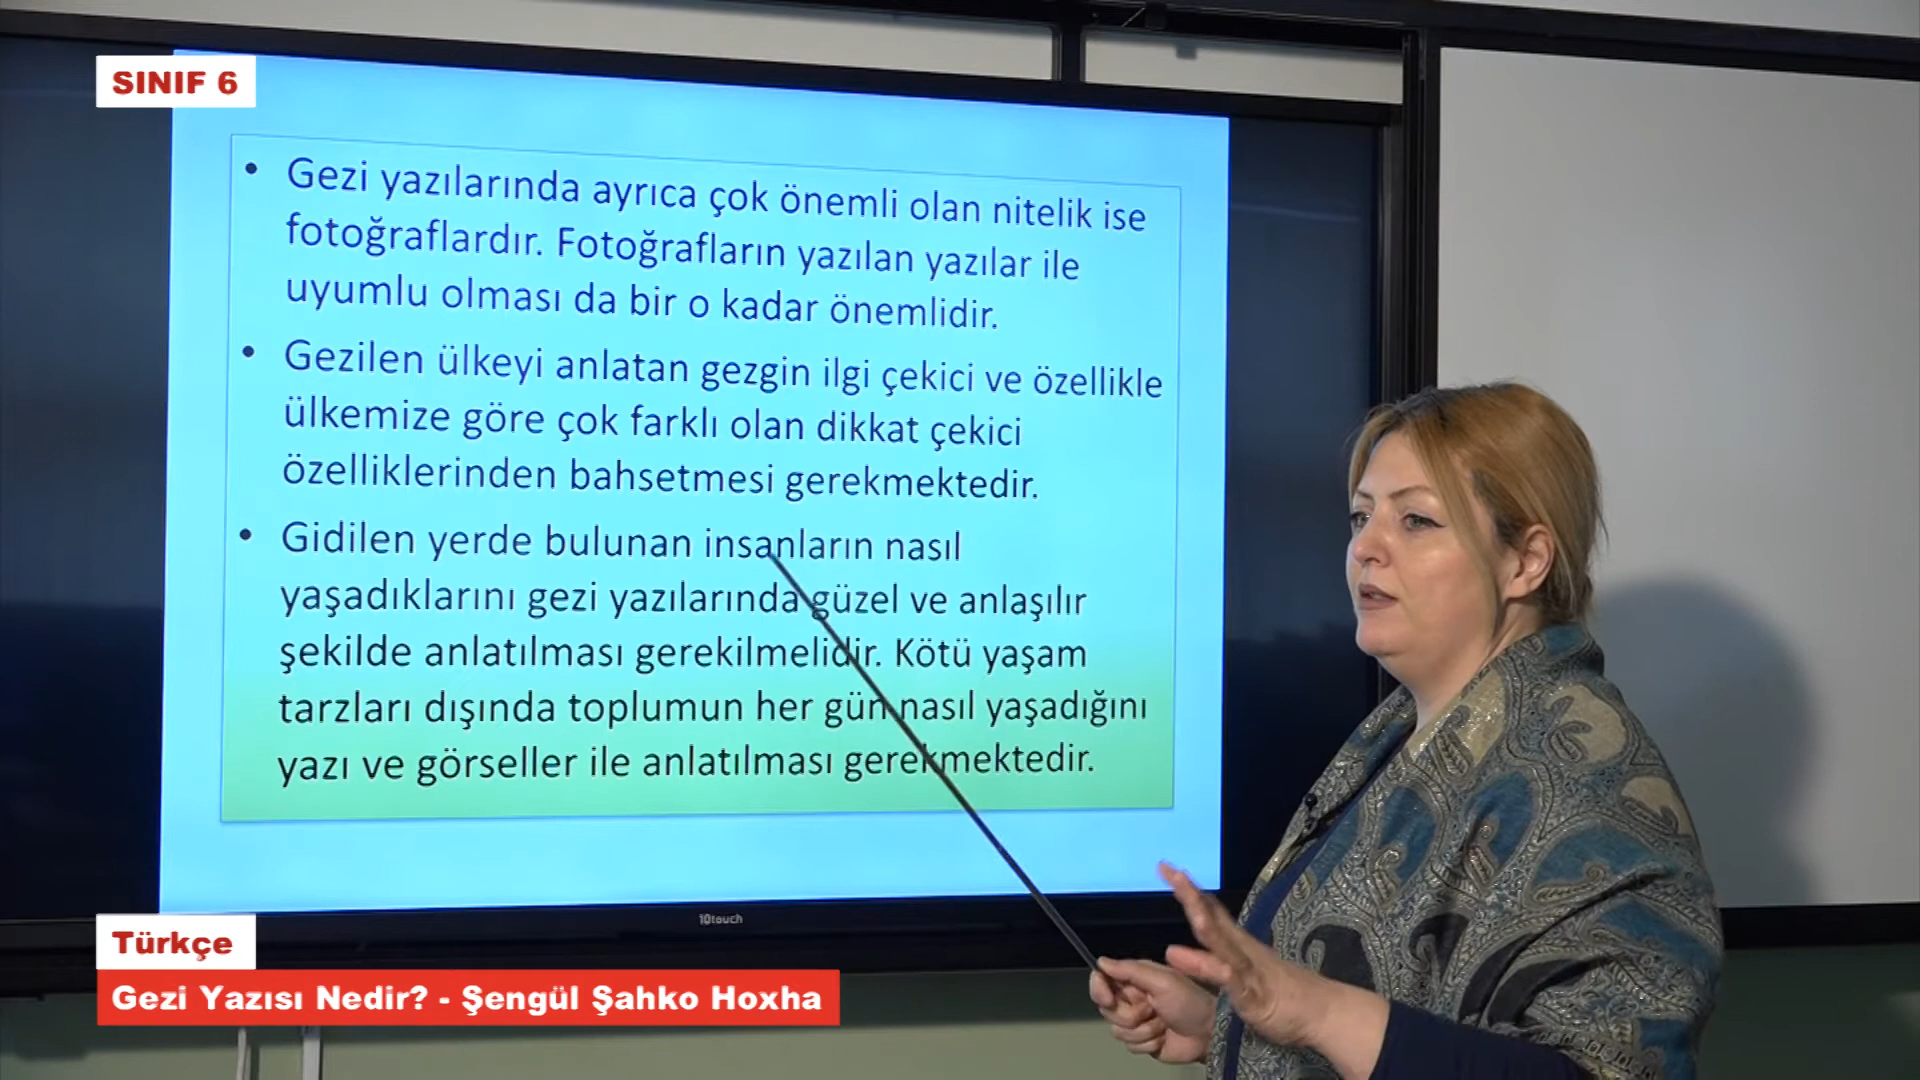 SINIF 6
• Gezi yazılarında ayrıca çok önemli olan nitelik ise
fotoğraflardır. Fotoğrafların yazılan yazılar ile
uyumlu olması da bir o kadar önemlidir.
• Gezilen ülkeyi anlatan gezgin ilgi çekici ve özellikle
ülkemize göre çok farklı olan dikkat çekici
özelliklerinden bahsetmesi gerekmektedir.
• Gidilen yerde bulunan insanların nasıl
yaşadıklarını gezi yazılarında güzel ve anlaşılır
şekilde anlatılması gerekilmelidir. Kötü yaşam
tarzları dışında toplumun her gün nasıl yaşadığını
yazı ve görseller ile anlatılması gerekmektedir.
10touch
Türkçe
Gezi Yazısı Nedir? - Şengül Şahko Hoxha